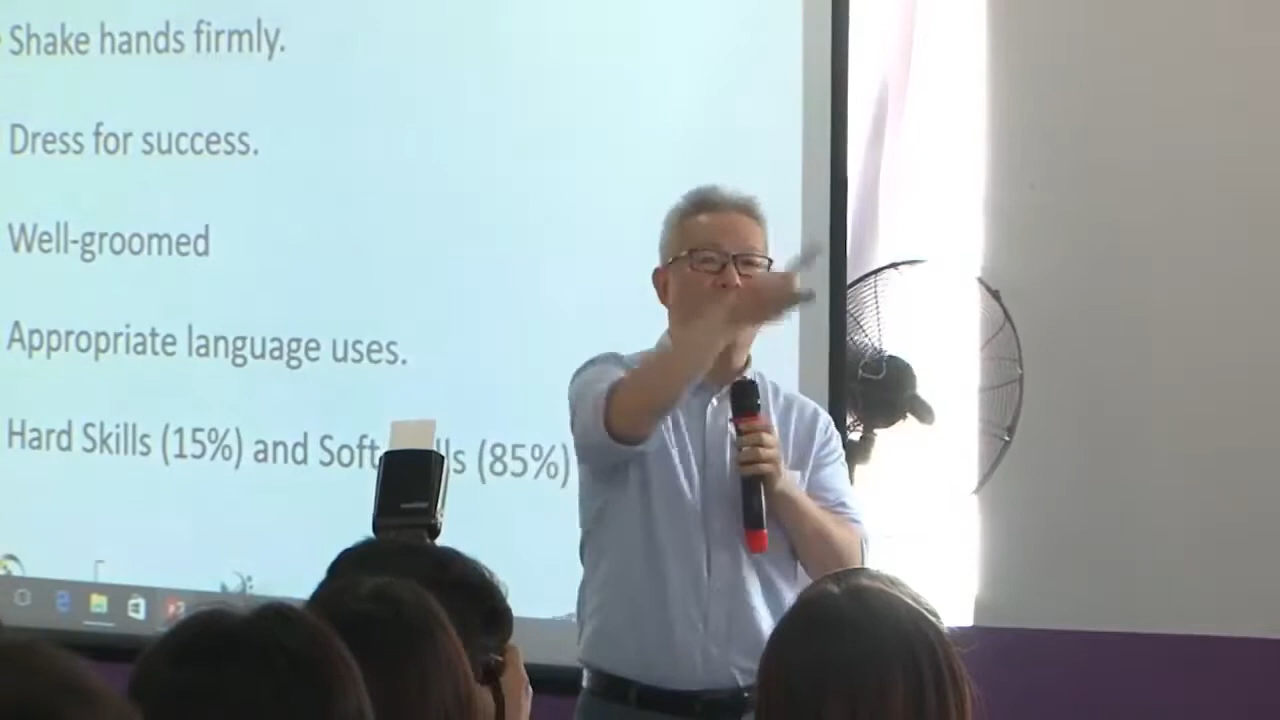 Shake hands firmly.
Dress for success.
Well-groomed
Appropriate language uses.
Hard Skills (15%) and Soft lls (85%)